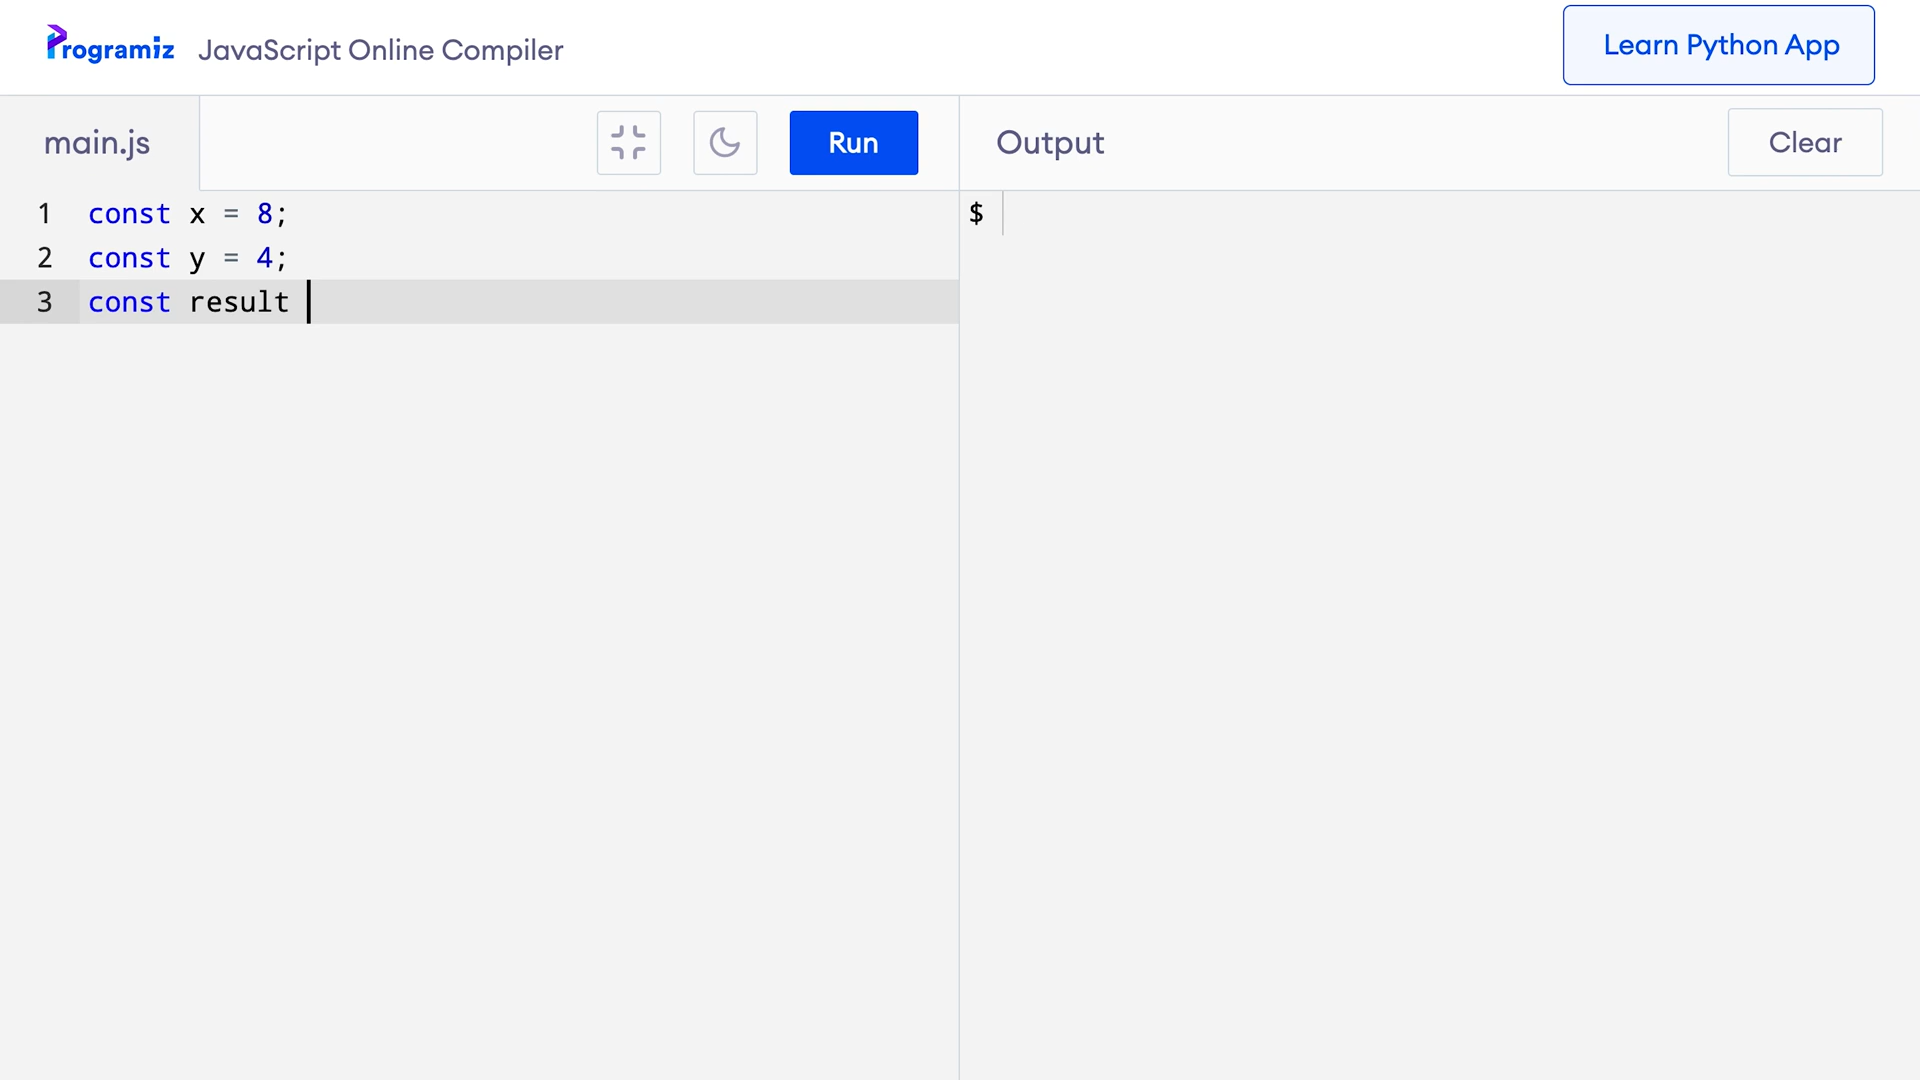 Programiz JavaScript Online Compiler
Learn Python App
main.js
Run
Output
Clear
1 const x = 8;
2 const y = 4;
3 const result
$